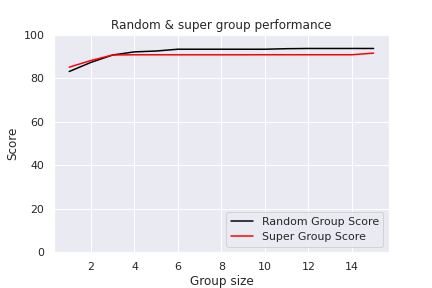 Random & super group performance
100
80
60
40
20
0
Score
2 4 6 8 10 12 14
Group size
Random Group Score
Super Group Score